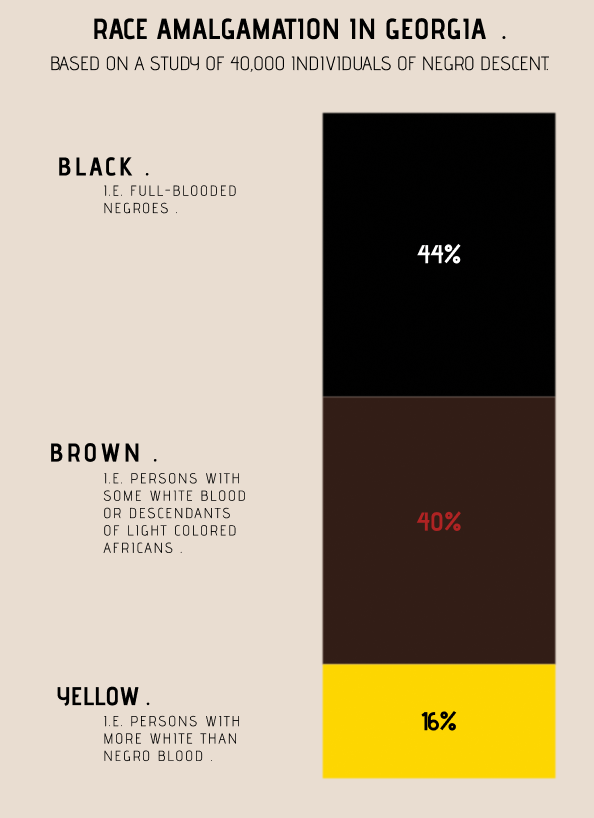 RACE AMALGAMATION IN GEORGIA .
BASED ON A STUDY OF 40,000 INDIVIDUALS OF NEGRO DESCENT.
BLACK .
I.E. FULL-BLOODED
NEGROES .
44%
BROWN .
I.E. PERSONS WITH
SOME WHITE BLOOD
OR DESCENDANTS
OF LIGHT COLORED
AFRICANS .
40%
YELLOW .
I.E. PERSONS WITH
MORE WHITE THAN
NEGRO BLOOD .
16%